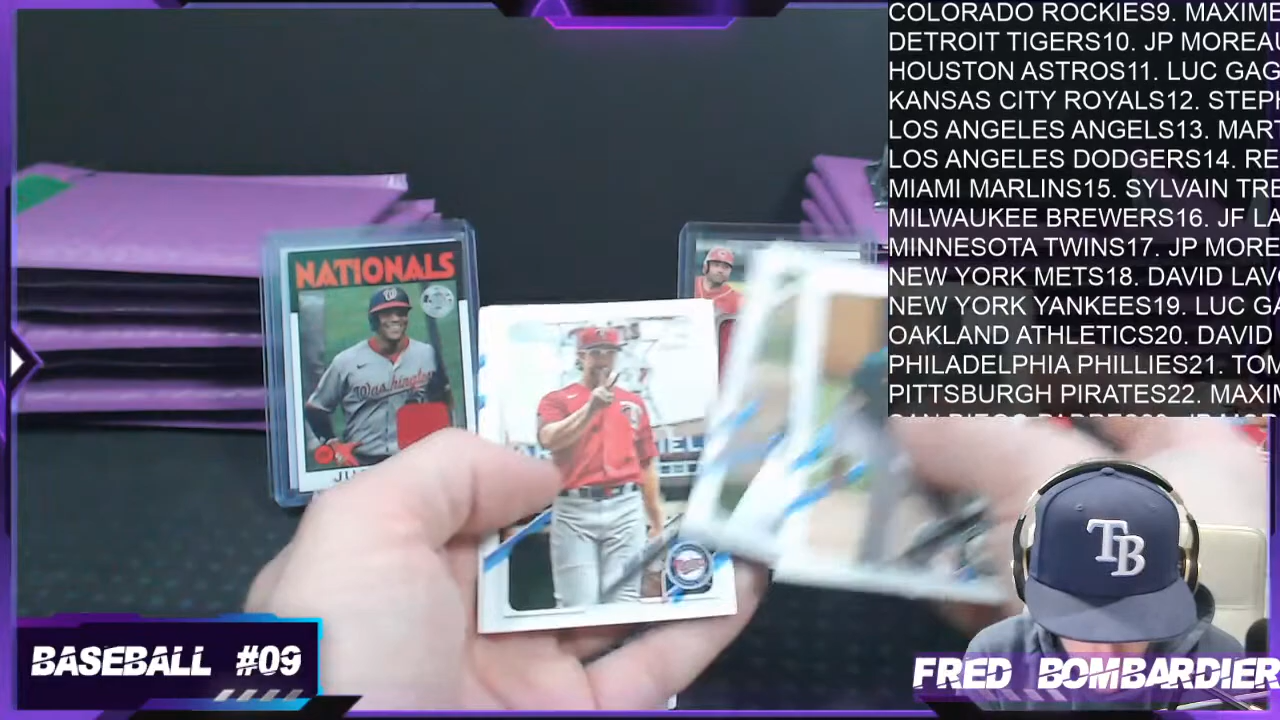 COLORADO ROCKIES9. MAXIME
DETROIT TIGERS10. JP MOREAU
HOUSTON ASTROS11. LUC GAG
KANSAS CITY ROYALS12. STEPH
LOS ANGELES ANGELS13. MART
LOS ANGELES DODGERS14. RE
MIAMI MARLINS15. SYLVAIN TRE
MILWAUKEE BREWERS16. JF LA
MINNESOTA TWINS17. JP MORE
NEW YORK METS18. DAVID LAV
NEW YORK YANKEES19. LUC GA
OAKLAND ATHLETICS20. DAVID
PHILADELPHIA PHILLIES21. TOM
PITTSBURGH PIRATES22. MAXIM
NATIONALS
W
Washington
JU
TB
BASEBALL #09
FRED BOMBARDIER